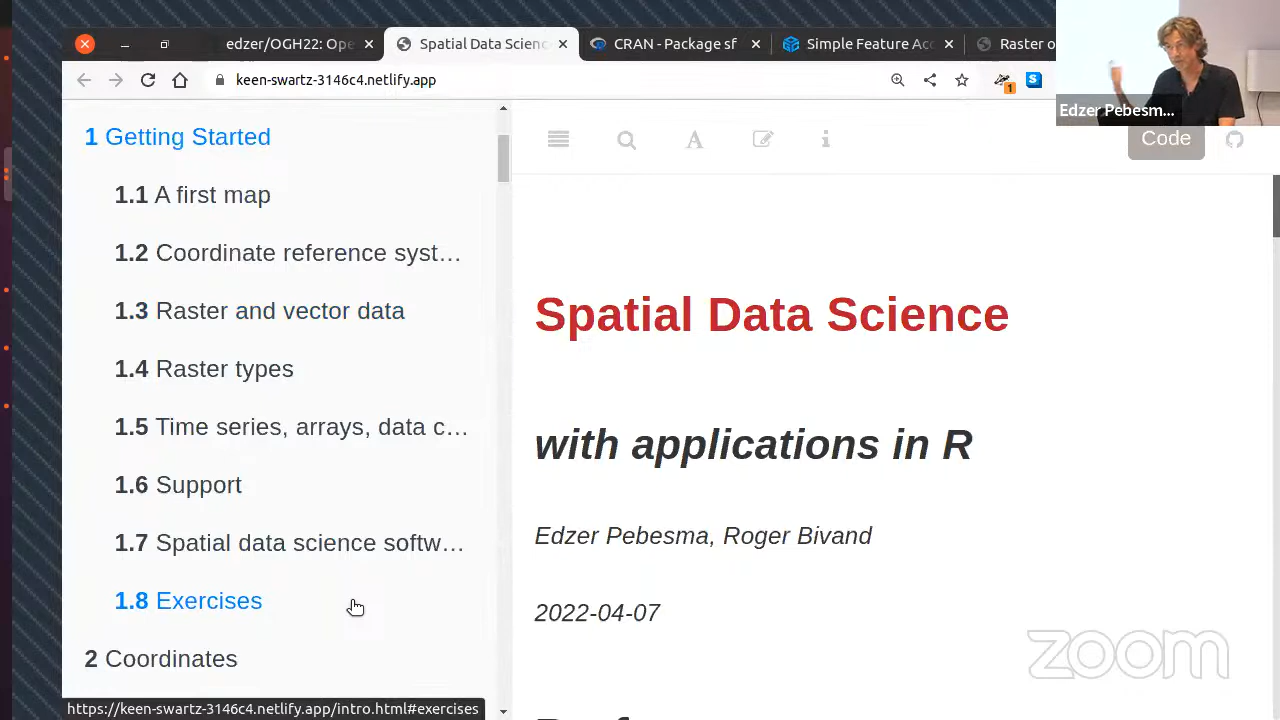 edzer/OGH22: Ope
Spatial Data Scienc
CRAN - Package sf
Simple Feature Acc
Raster o
keen-swartz-3146c4.netlify.app
1
S
Edzer Pebesm...
Code
1 Getting Started
1.1 A first map
1.2 Coordinate reference syst…
1.3 Raster and vector data
1.4 Raster types
1.5 Time series, arrays, data c…
1.6 Support
1.7 Spatial data science softw…
1.8 Exercises
2 Coordinates
Spatial Data Science
with applications in R
Edzer Pebesma, Roger Bivand
2022-04-07
zoom
https://keen-swartz-3146c4.netlify.app/intro.html#exercises